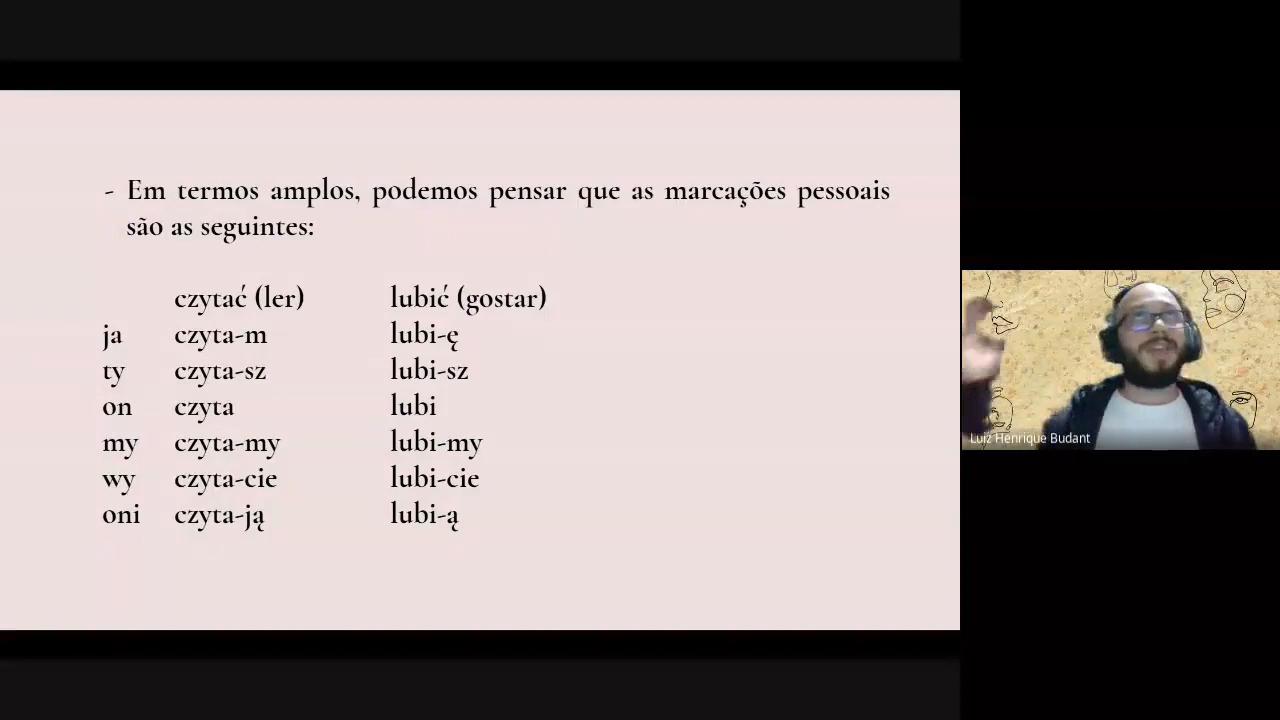 - Em termos amplos, podemos pensar que as marcações pessoais
são as seguintes:
czytać (ler) lubić (gostar)
ja czyta-m lubi-ę
ty czyta-sz lubi-sz
on czyta lubi
my czyta-my lubi-my
wy czyta-cie lubi-cie
oni czyta-ją lubi-ą
Luiz Henrique Budant